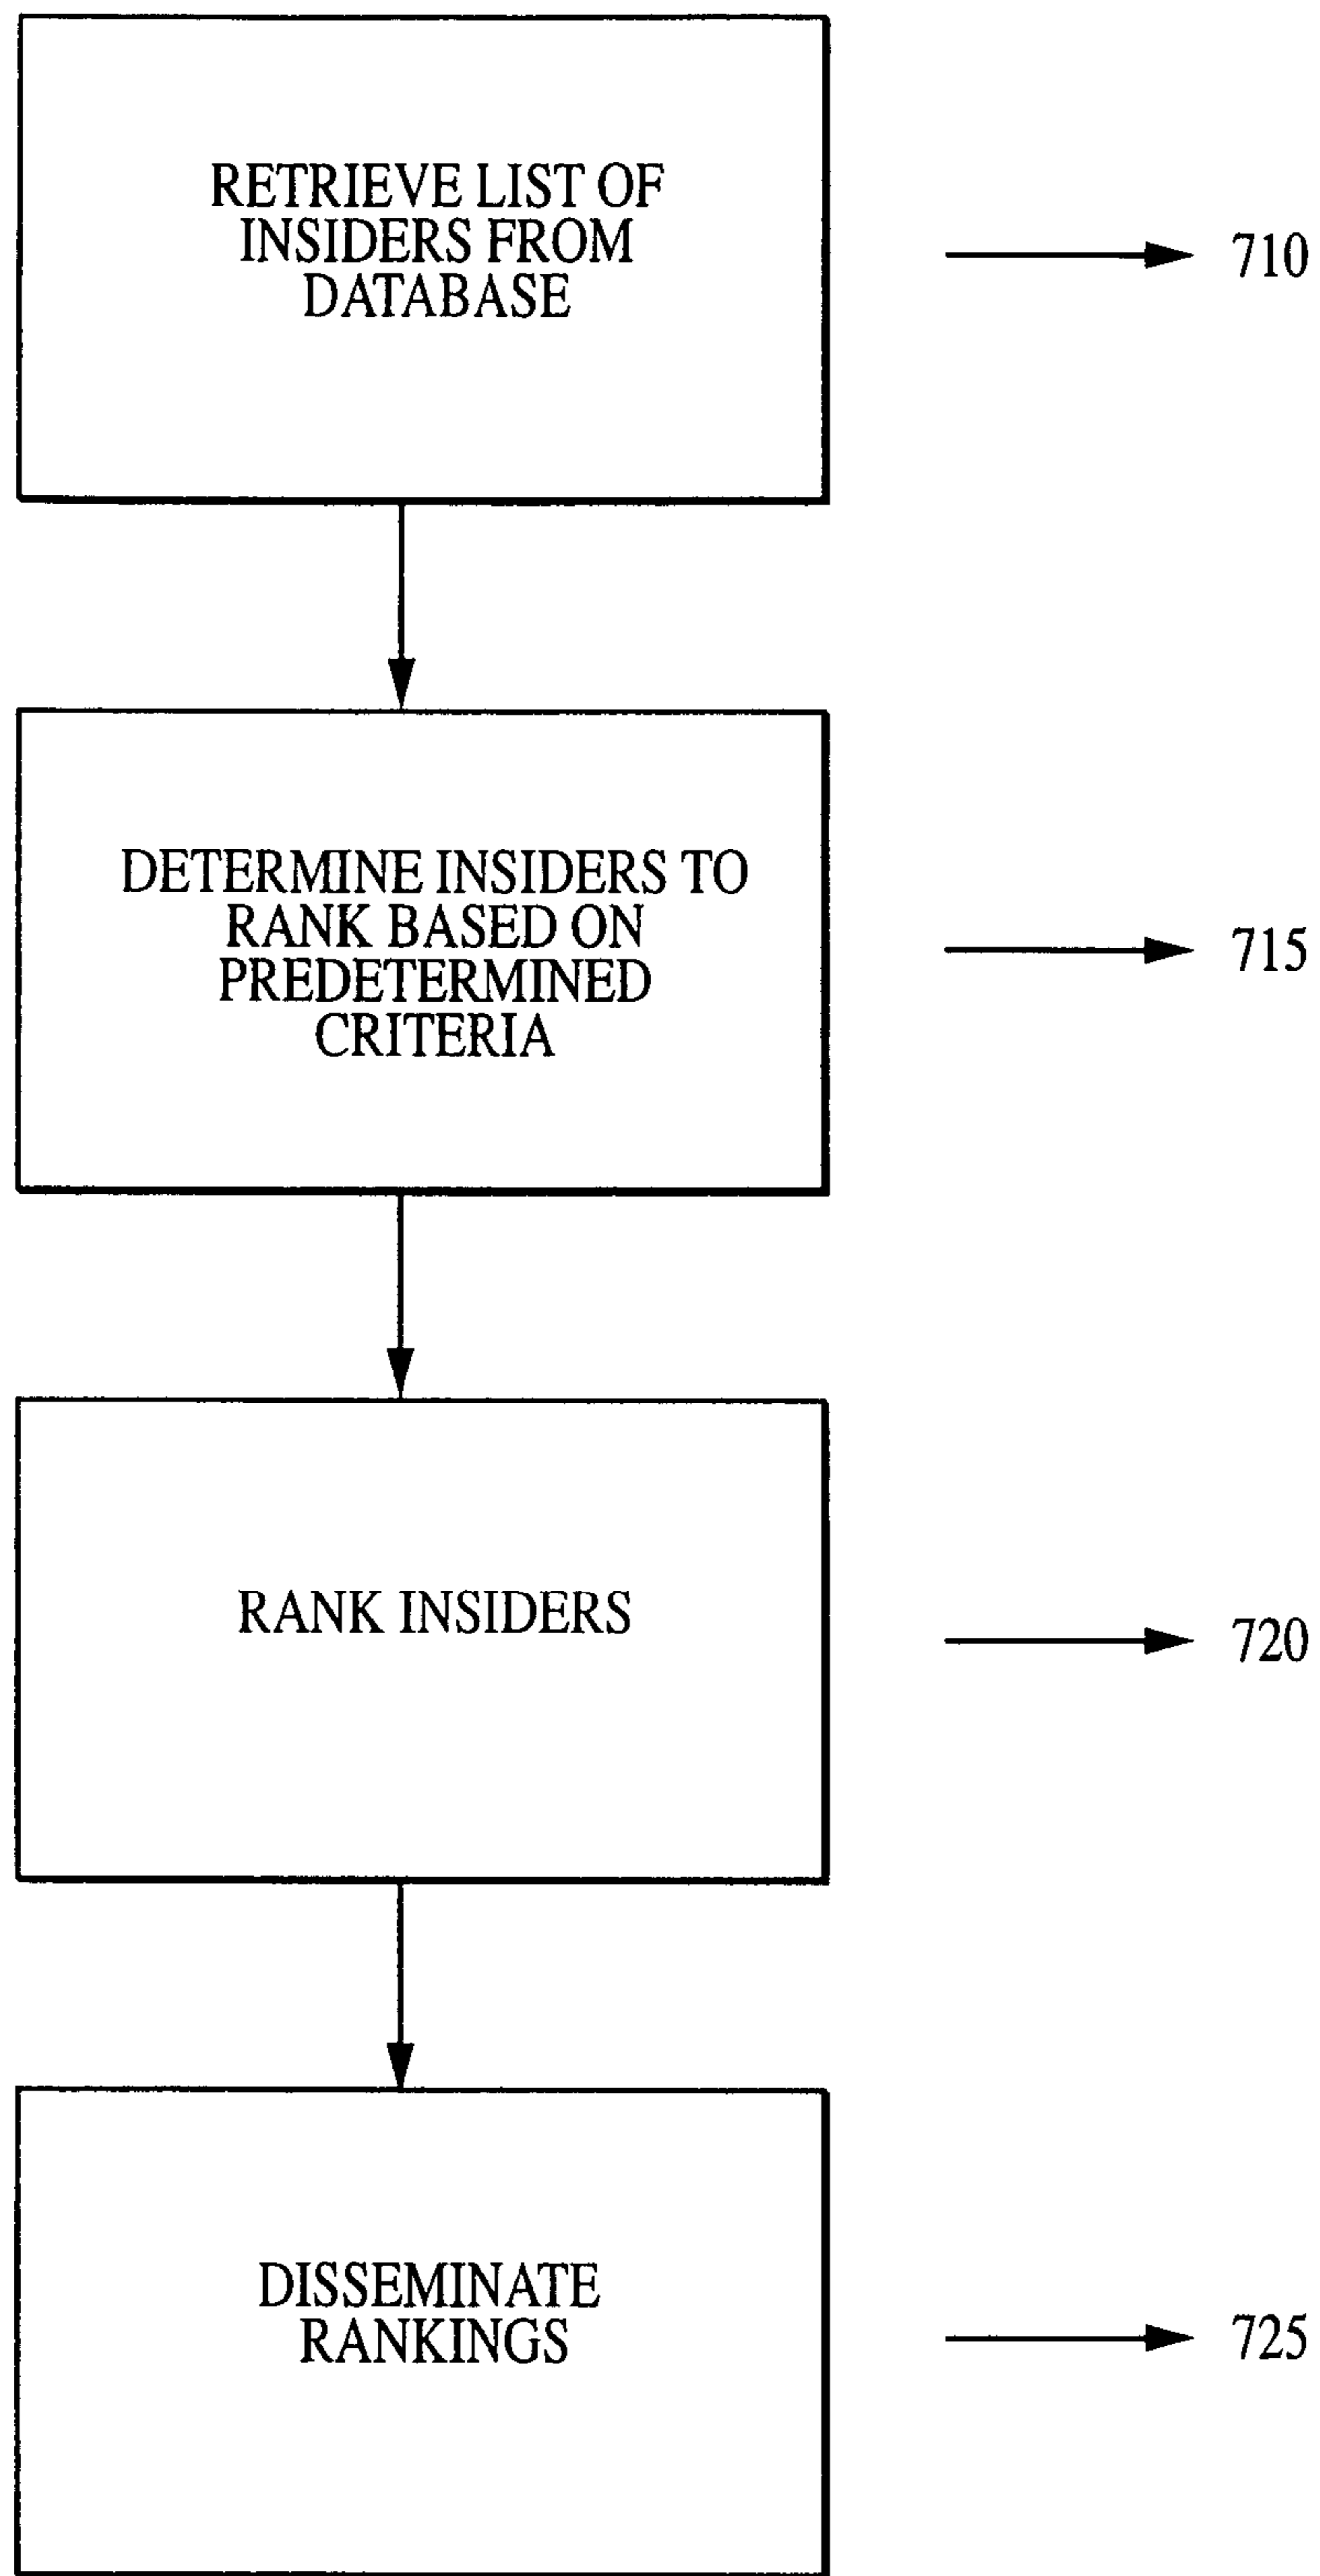 RETRIEVE LIST OF
INSIDERS FROM
DATABASE
710
DETERMINE INSIDERS TO
RANK BASED ON
PREDETERMINED
CRITERIA
715
RANK INSIDERS
720
DISSEMINATE
RANKINGS
725